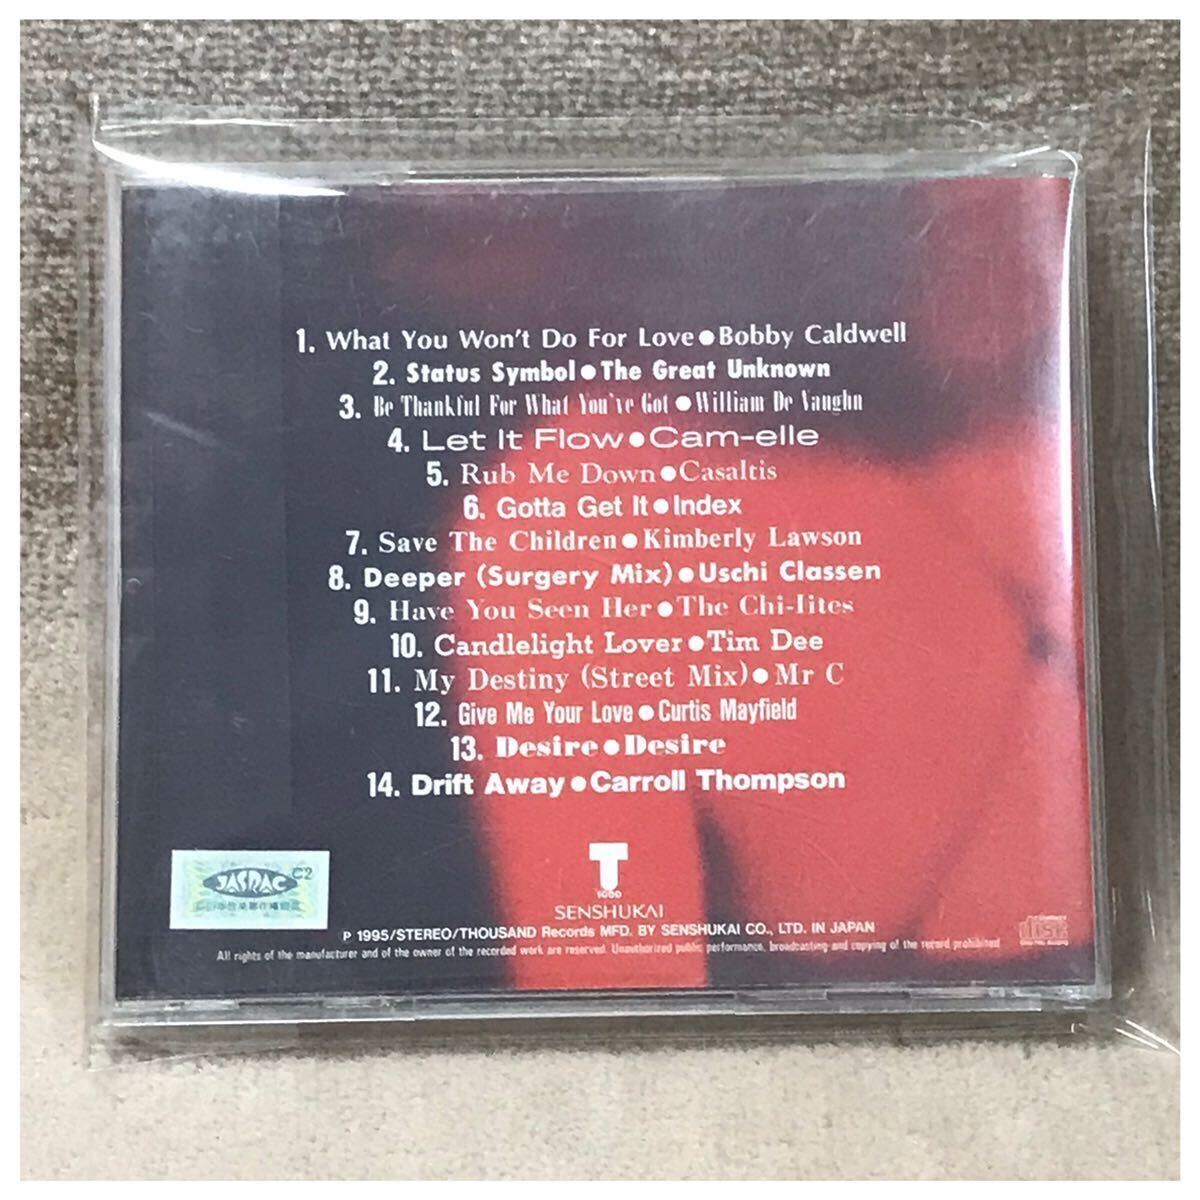 1. What You Won't Do For Love●Bobby Caldwell
2. Status Symbol●The Great Unknown
3. Be Thankful For What You've Got●William De Vaughn
4. Let It Flow●Cam-elle
5. Rub Me Down●Casaltis
6. Gotta Get It●Index
7. Save The Children●Kimberly Lawson
8. Deeper (Surgery Mix)●Uschi Classen
9. Have You Seen Her●The Chi-lites
10. Candlelight Lover●Tim Dee
11. My Destiny (Street Mix)●Mr C
12. Give Me Your Love●Curtis Mayfield
13. Desire●Desire
14. Drift Away●Carroll Thompson
JASRAC C2
T
1000
SENSHUKAI
P 1995/STEREO/THOUSAND Records MFD. BY SENSHUKAI CO., LTD. IN JAPAN
All rights of the manufacturer and of the owner of the recorded work are reserved. Unauthorized public performance, broadcasting and copying of the record prohibited
COMPACT
disc
DIGITAL AUDIO